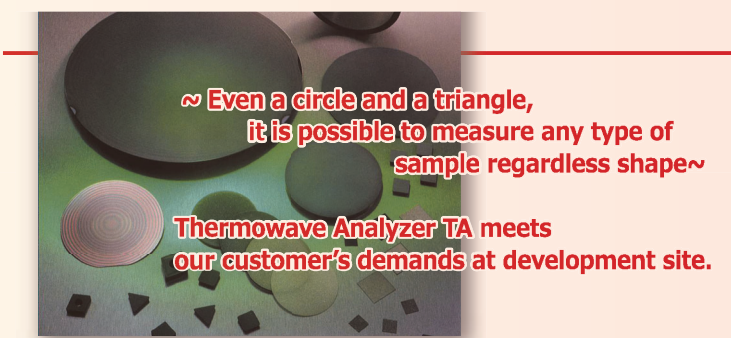 ~ Even a circle and a triangle,
it is possible to measure any type of
sample regardless shape~
Thermowave Analyzer TA meets
our customer's demands at development site.